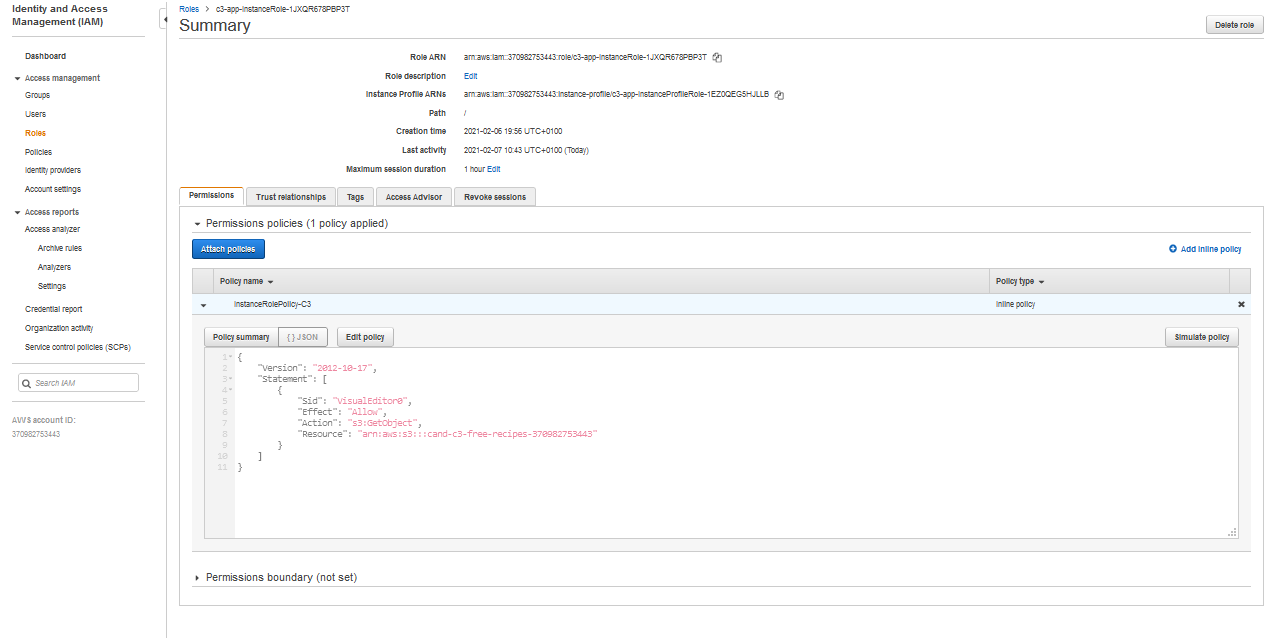 Identity and Access
Management (IAM)
Dashboard
Access management
Groups
Users
Roles
Policies
Identity providers
Account settings
Access reports
Access analyzer
Archive rules
Analyzers
Settings
Credential report
Organization activity
Service control policies (SCPs)
Search IAM
AWS account ID:
370982753443
Roles > c3-app-InstanceRole-1JXQR678PBP3T
Summary
Delete role
Role ARN arn:aws:iam::370982753443:role/c3-app-InstanceRole-1JXQR678PBP3T
Role description Edit
Instance Profile ARNs arn:aws:iam::370982753443:instance-profile/c3-app-InstanceProfileRole-1EZ0QEG5HJLLB
Path /
Creation time 2021-02-06 19:56 UTC+0100
Last activity 2021-02-07 10:43 UTC+0100 (Today)
Maximum session duration 1 hour Edit
Permissions Trust relationships Tags Access Advisor Revoke sessions
Permissions policies (1 policy applied)
Attach policies Add inline policy
Policy name Policy type
InstanceRolePolicy-C3 Inline policy
Policy summary {} JSON Edit policy Simulate policy
1 {
2 "Version": "2012-10-17",
3 "Statement": [
4 {
5 "Sid": "VisualEditor0",
6 "Effect": "Allow",
7 "Action": "s3:GetObject",
8 "Resource": "arn:aws:s3:::cand-c3-free-recipes-370982753443"
9 }
10 ]
11 }
Permissions boundary (not set)